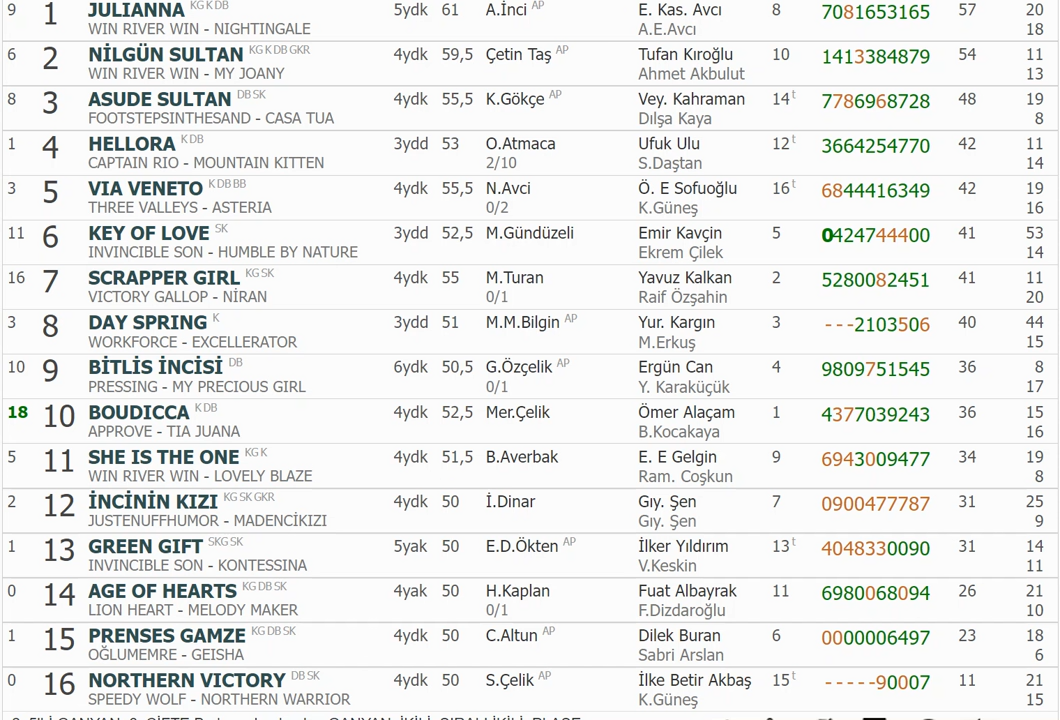 9 1 JULIANNA KG K DB 5ydk 61 A.İnci AP E. Kas. Avcı 8 7081653165 57 20
WIN RIVER WIN - NIGHTINGALE A.E.Avcı 18
6 2 NİLGÜN SULTAN KG K DB GKR 4ydk 59,5 Çetin Taş AP Tufan Kıroğlu 10 1413384879 54 11
WIN RIVER WIN - MY JOANY Ahmet Akbulut 13
8 3 ASUDE SULTAN DB SK 4ydk 55,5 K.Gökçe AP Vey. Kahraman 14 t 7786968728 48 19
FOOTSTEPSINTHESAND - CASA TUA Dılşa Kaya 8
1 4 HELLORA K DB 3ydd 53 O.Atmaca Ufuk Ulu 12 t 3664254770 42 11
CAPTAIN RIO - MOUNTAIN KITTEN 2/10 S.Daştan 14
3 5 VIA VENETO K DB BB 4ydk 55,5 N.Avci Ö. E Sofuoğlu 16 t 6844416349 42 19
THREE VALLEYS - ASTERIA 0/2 K.Güneş 16
11 6 KEY OF LOVE SK 3ydd 52,5 M.Gündüzeli Emir Kavçin 5 0424744400 41 53
INVINCIBLE SON - HUMBLE BY NATURE Ekrem Çilek 14
16 7 SCRAPPER GIRL KG SK 4ydk 55 M.Turan Yavuz Kalkan 2 5280082451 41 11
VICTORY GALLOP - NİRAN 0/1 Raif Özşahin 20
3 8 DAY SPRING K 3ydd 51 M.M.Bilgin AP Yur. Kargın 3 ---2103506 40 44
WORKFORCE - EXCELLERATOR M.Erkuş 15
10 9 BİTLİS İNCİSİ DB 6ydk 50,5 G.Özçelik AP Ergün Can 4 9809751545 36 8
PRESSING - MY PRECIOUS GIRL 0/1 Y. Karaküçük 17
18 10 BOUDICCA K DB 4ydk 52,5 Mer.Çelik Ömer Alaçam 1 4377039243 36 15
APPROVE - TIA JUANA B.Kocakaya 16
5 11 SHE IS THE ONE KG K 4ydk 51,5 B.Averbak E. E Gelgin 9 6943009477 34 19
WIN RIVER WIN - LOVELY BLAZE Ram. Coşkun 8
2 12 İNCİNİN KIZI KG SK GKR 4ydk 50 İ.Dinar Gıy. Şen 7 0900477787 31 25
JUSTENUFFHUMOR - MADENCİKIZI Gıy. Şen 9
1 13 GREEN GIFT SKG SK 5yak 50 E.D.Ökten AP İlker Yıldırım 13 t 4048330090 31 14
INVINCIBLE SON - KONTESSINA V.Keskin 11
0 14 AGE OF HEARTS KG DB SK 4yak 50 H.Kaplan Fuat Albayrak 11 6980068094 26 21
LION HEART - MELODY MAKER 0/1 F.Dizdaroğlu 10
1 15 PRENSES GAMZE KG DB SK 4ydk 50 C.Altun AP Dilek Buran 6 0000006497 23 18
OĞLUMEMRE - GEISHA Sabri Arslan 6
0 16 NORTHERN VICTORY DB SK 4ydk 50 S.Çelik AP İlke Betir Akbaş 15 t -----90007 11 21
SPEEDY WOLF - NORTHERN WARRIOR K.Güneş 15